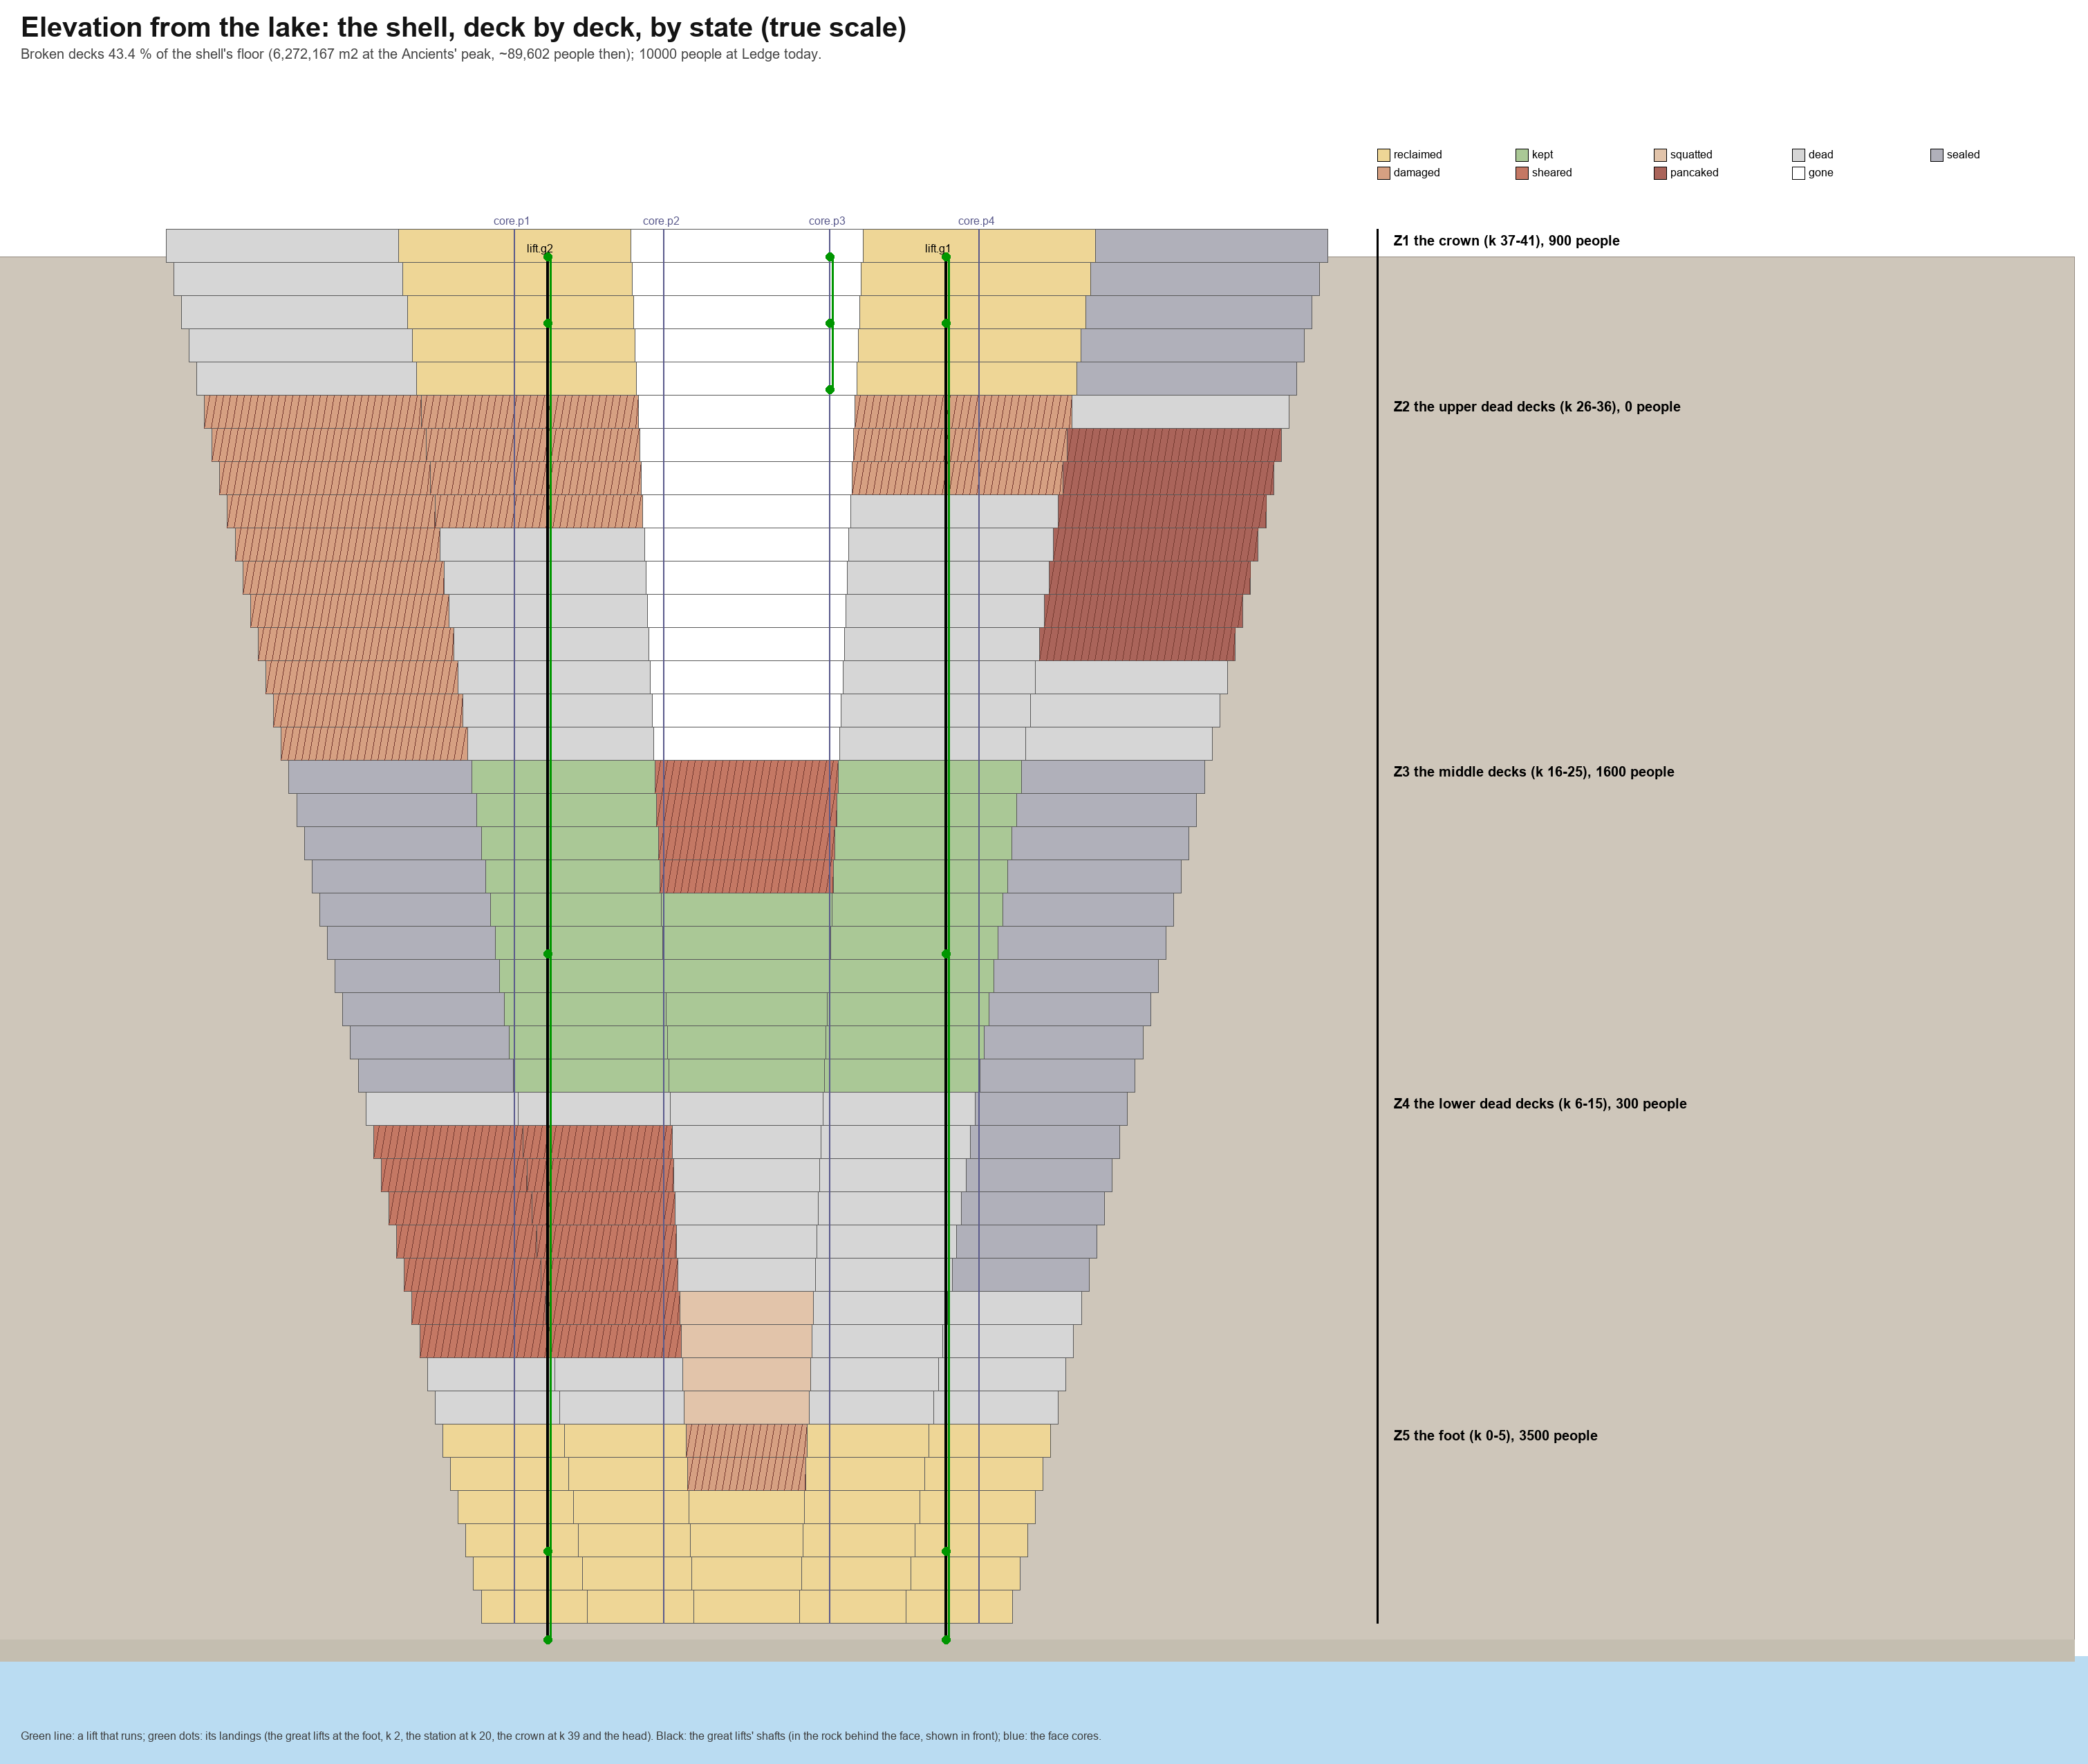 Elevation from the lake: the shell, deck by deck, by state (true scale)
Broken decks 43.4 % of the shell's floor (6,272,167 m2 at the Ancients' peak, ~89,602 people then); 10000 people at Ledge today.
reclaimed kept squatted dead sealed
damaged sheared pancaked gone
core.p1 core.p2 core.p3 core.p4
lift.g2 lift.g1
Z1 the crown (k 37-41), 900 people
Z2 the upper dead decks (k 26-36), 0 people
Z3 the middle decks (k 16-25), 1600 people
Z4 the lower dead decks (k 6-15), 300 people
Z5 the foot (k 0-5), 3500 people
Green line: a lift that runs; green dots: its landings (the great lifts at the foot, k 2, the station at k 20, the crown at k 39 and the head). Black: the great lifts' shafts (in the rock behind the face, shown in front); blue: the face cores.